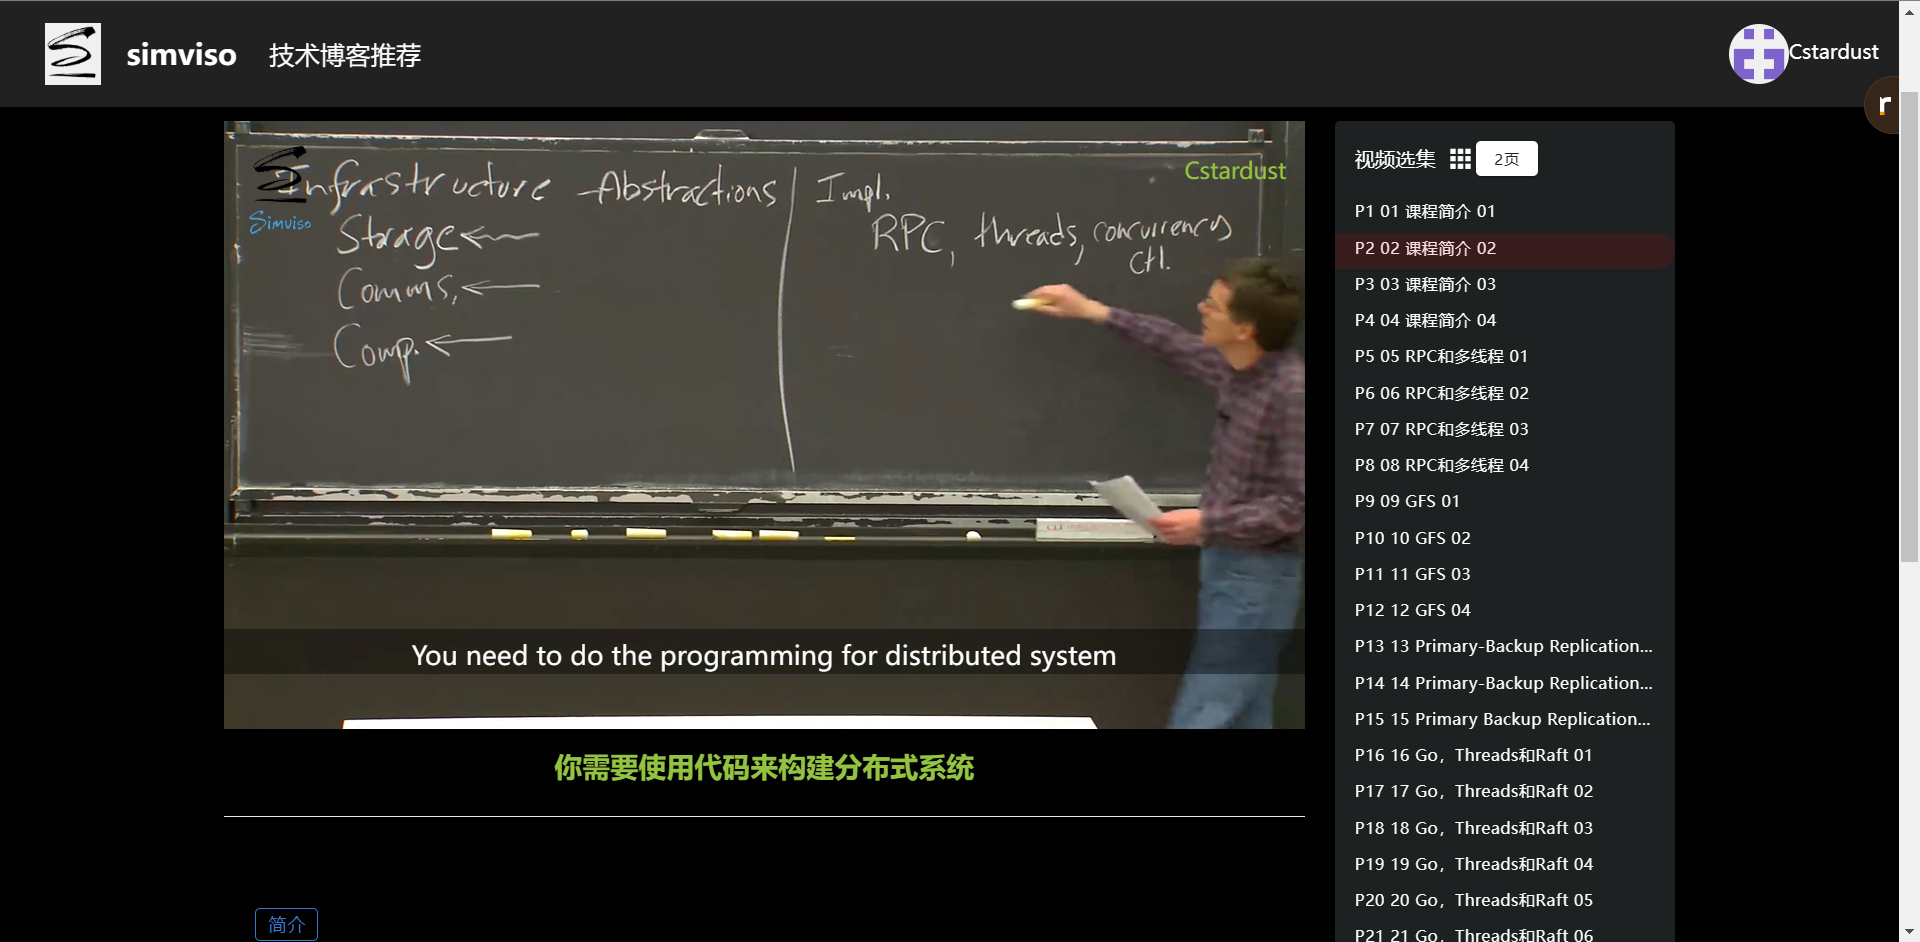 simviso 技术博客推荐
Cstardust
Cstardust
Infrastructure - Abstractions
Storage ←
Comms. ←
Comp. ←
Impl.
RPC, threads, concurrency
Ctl.
Simviso
You need to do the programming for distributed system
你需要使用代码来构建分布式系统
简介
视频选集 2页
P1 01 课程简介 01
P2 02 课程简介 02
P3 03 课程简介 03
P4 04 课程简介 04
P5 05 RPC和多线程 01
P6 06 RPC和多线程 02
P7 07 RPC和多线程 03
P8 08 RPC和多线程 04
P9 09 GFS 01
P10 10 GFS 02
P11 11 GFS 03
P12 12 GFS 04
P13 13 Primary-Backup Replication...
P14 14 Primary-Backup Replication...
P15 15 Primary Backup Replication...
P16 16 Go，Threads和Raft 01
P17 17 Go，Threads和Raft 02
P18 18 Go，Threads和Raft 03
P19 19 Go，Threads和Raft 04
P20 20 Go，Threads和Raft 05
P21 21 Go，Threads和Raft 06
r